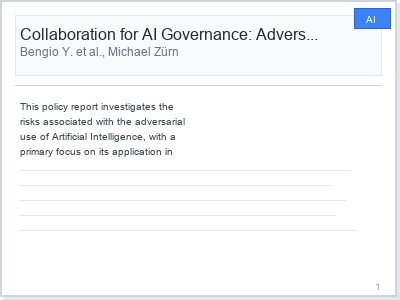 AI
Collaboration for AI Governance: Advers...
Bengio Y. et al., Michael Zürn
This policy report investigates the
risks associated with the adversarial
use of Artificial Intelligence, with a
primary focus on its application in
1